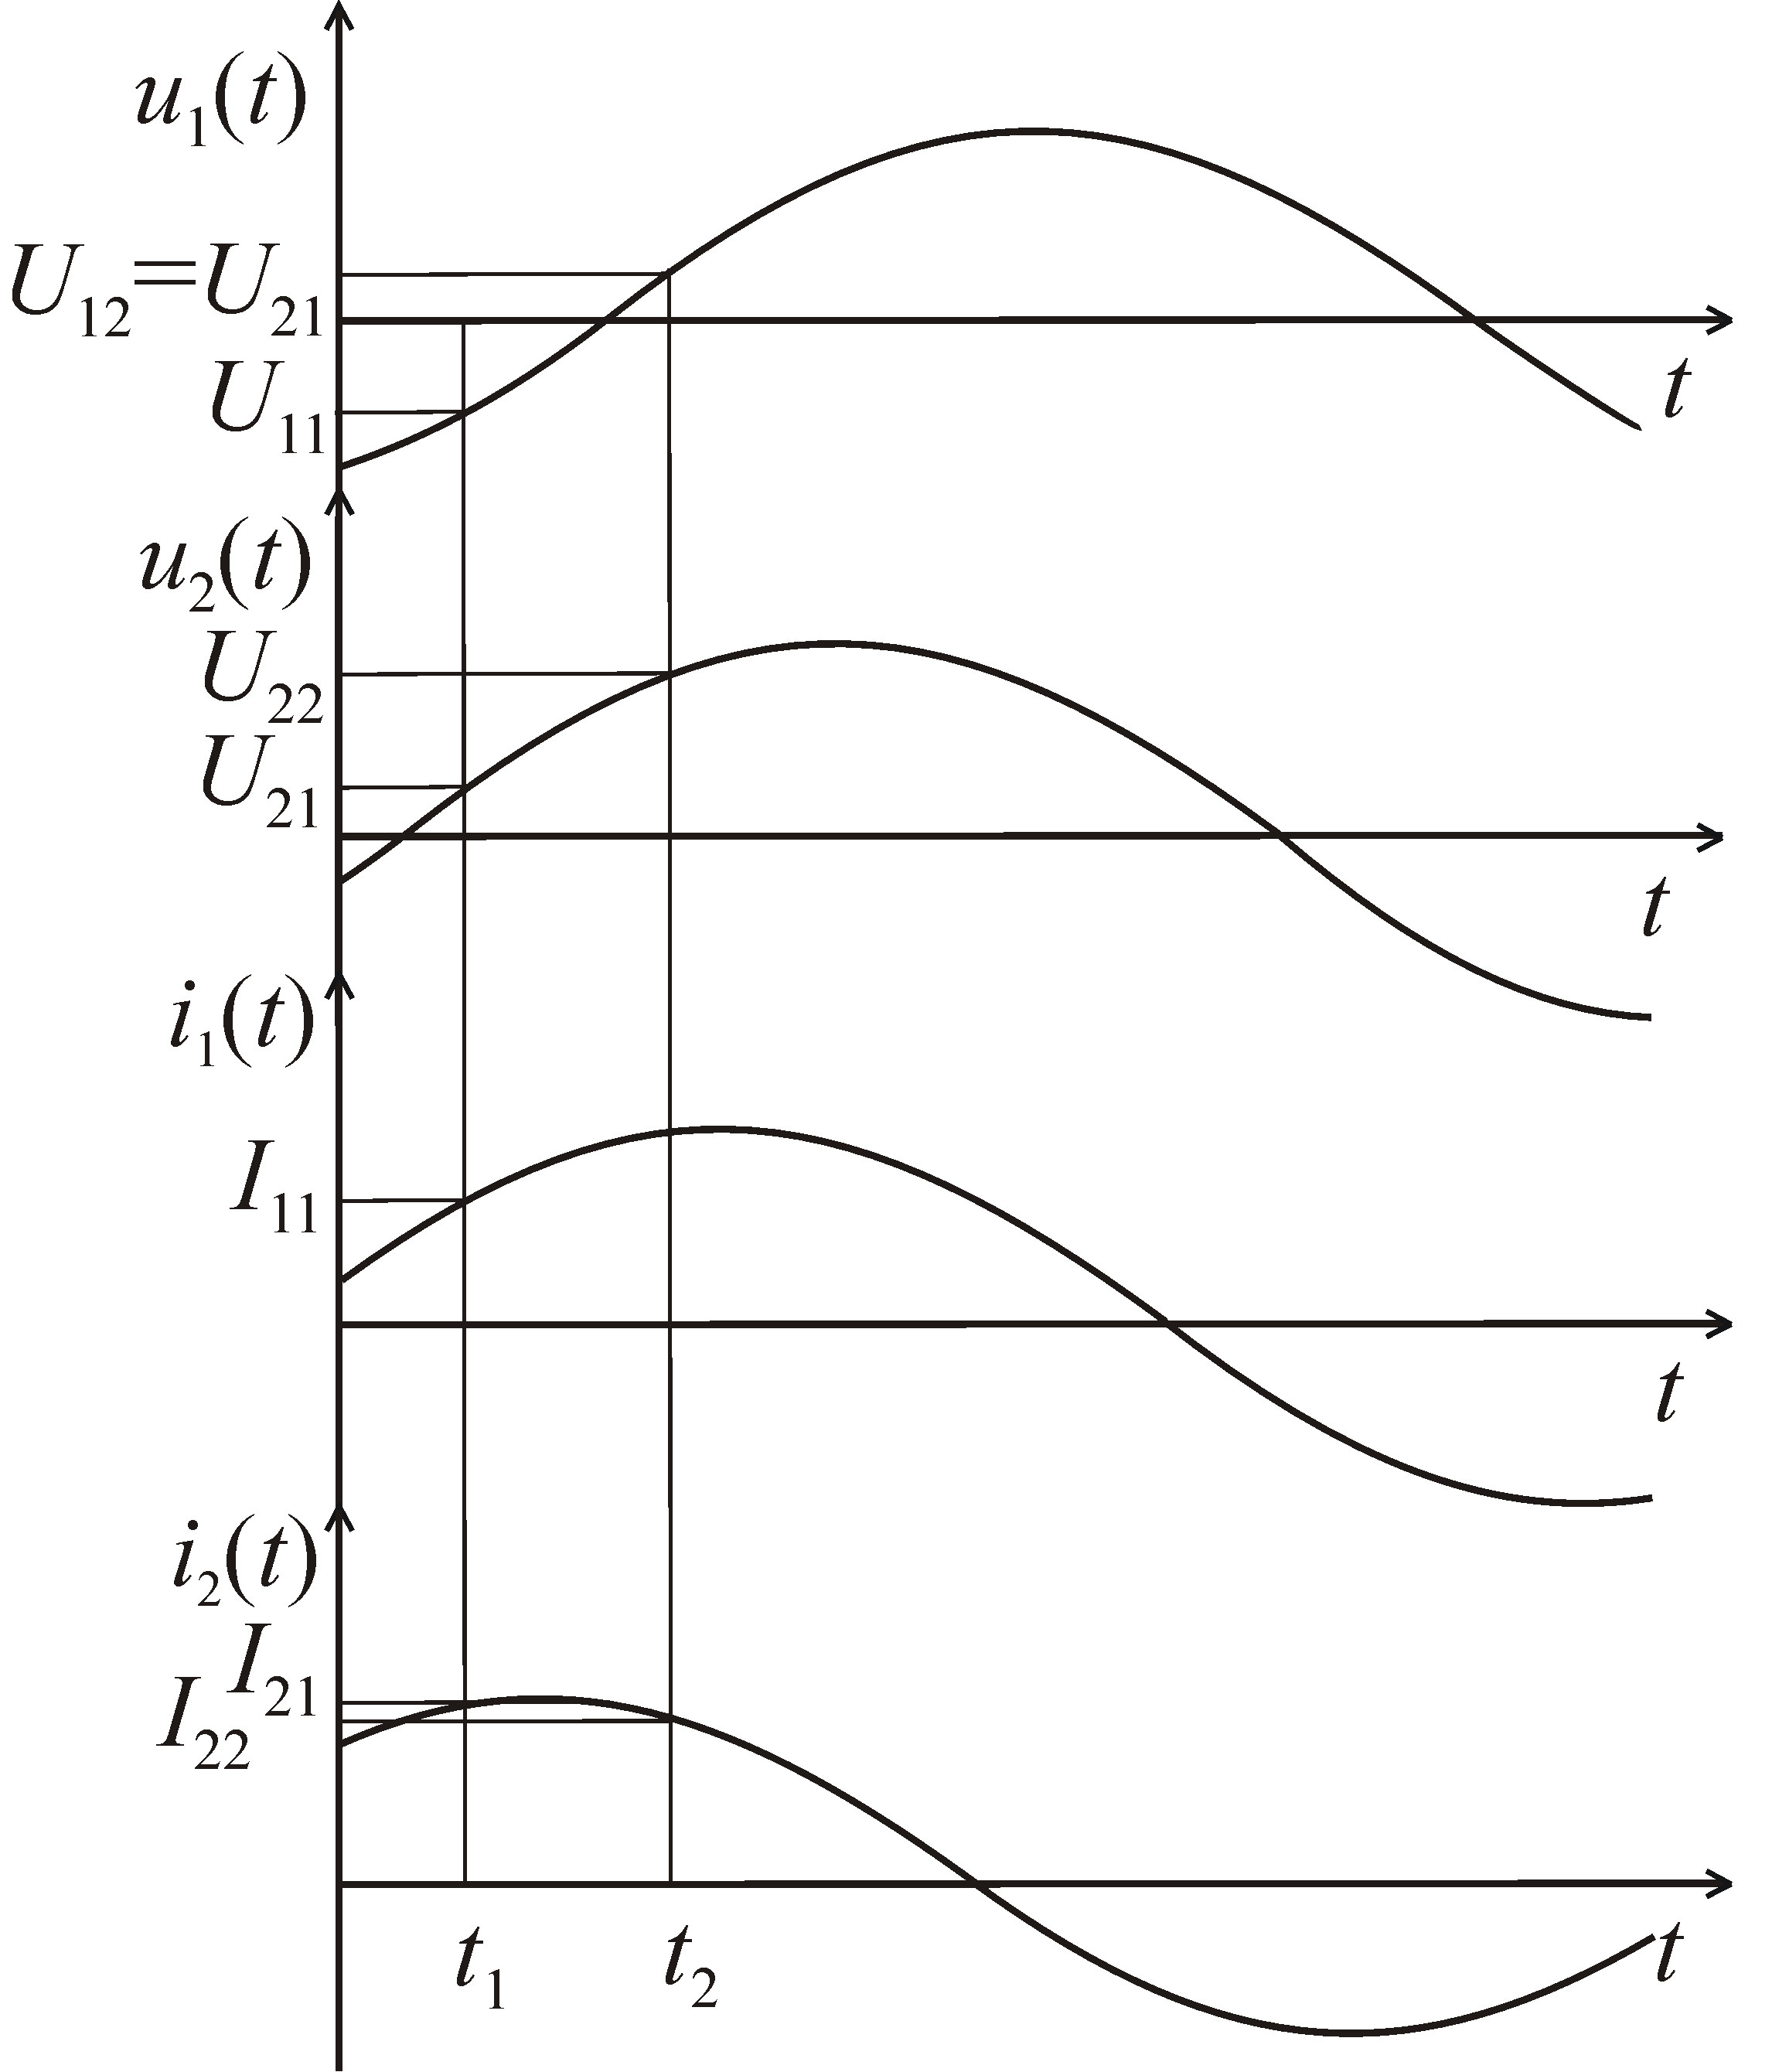 u₁(t)
U₁₂=U₂₁
t
U₁₁
u₂(t)
U₂₂
U₂₁
t
i₁(t)
I₁₁
t
i₂(t)
I₂₁
I₂₂
t
t₁
t₂